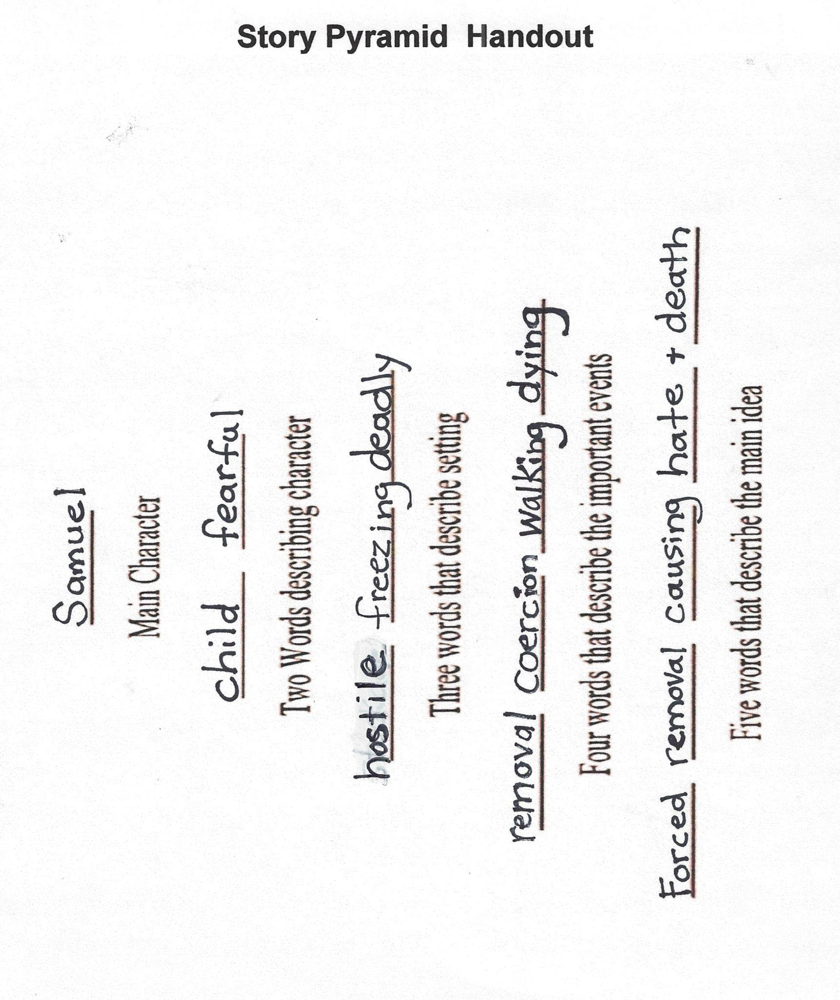 Story Pyramid Handout
Samuel
Main Character
child fearful
Two Words describing character
hostile freezing deadly
Three words that describe setting
removal Coercion walking dying
Four words that describe the important events
Forced removal causing hate + death
Five words that describe the main idea